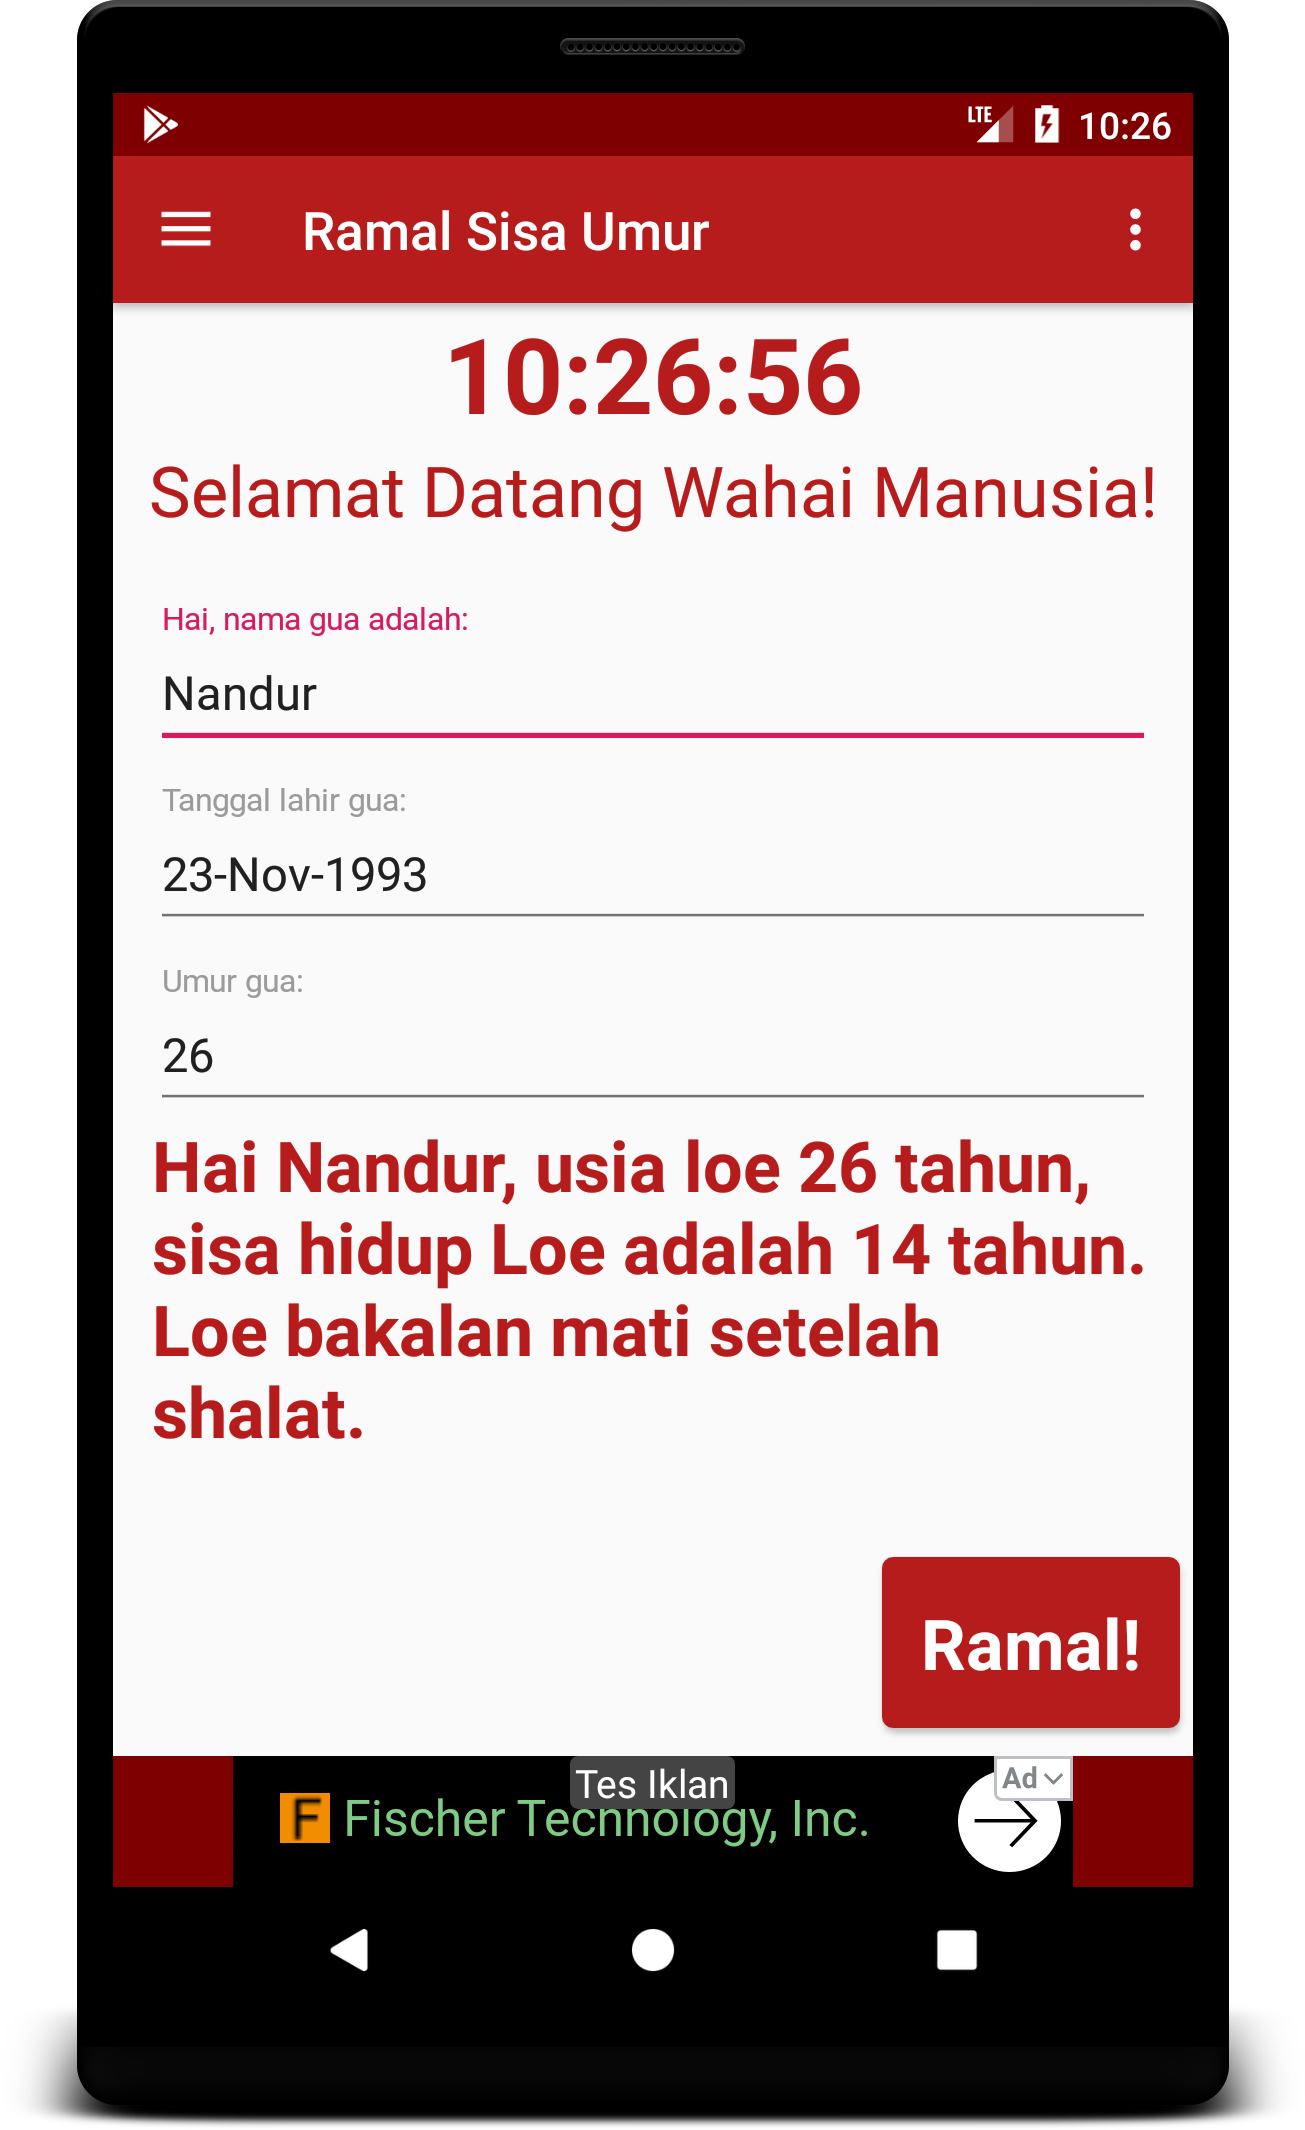 LTE 10:26
Ramal Sisa Umur
10:26:56
Selamat Datang Wahai Manusia!
Hai, nama gua adalah:
Nandur
Tanggal lahir gua:
23-Nov-1993
Umur gua:
26
Hai Nandur, usia loe 26 tahun,
sisa hidup Loe adalah 14 tahun.
Loe bakalan mati setelah
shalat.
Ramal!
Tes Iklan
Ad
F Fischer Technology, Inc.